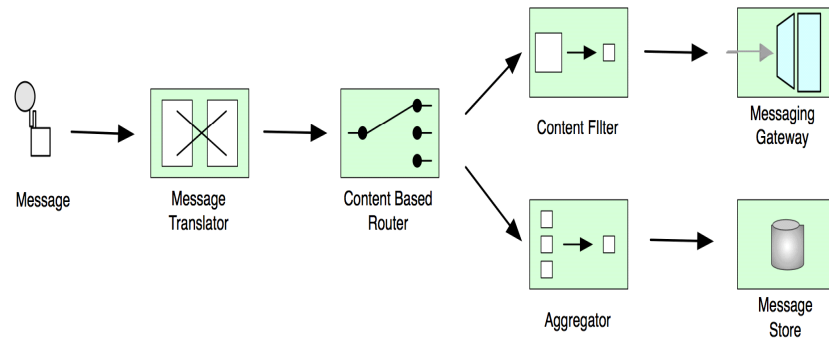 Message
Message
Translator
Content Based
Router
Content FIlter
Messaging
Gateway
Aggregator
Message
Store